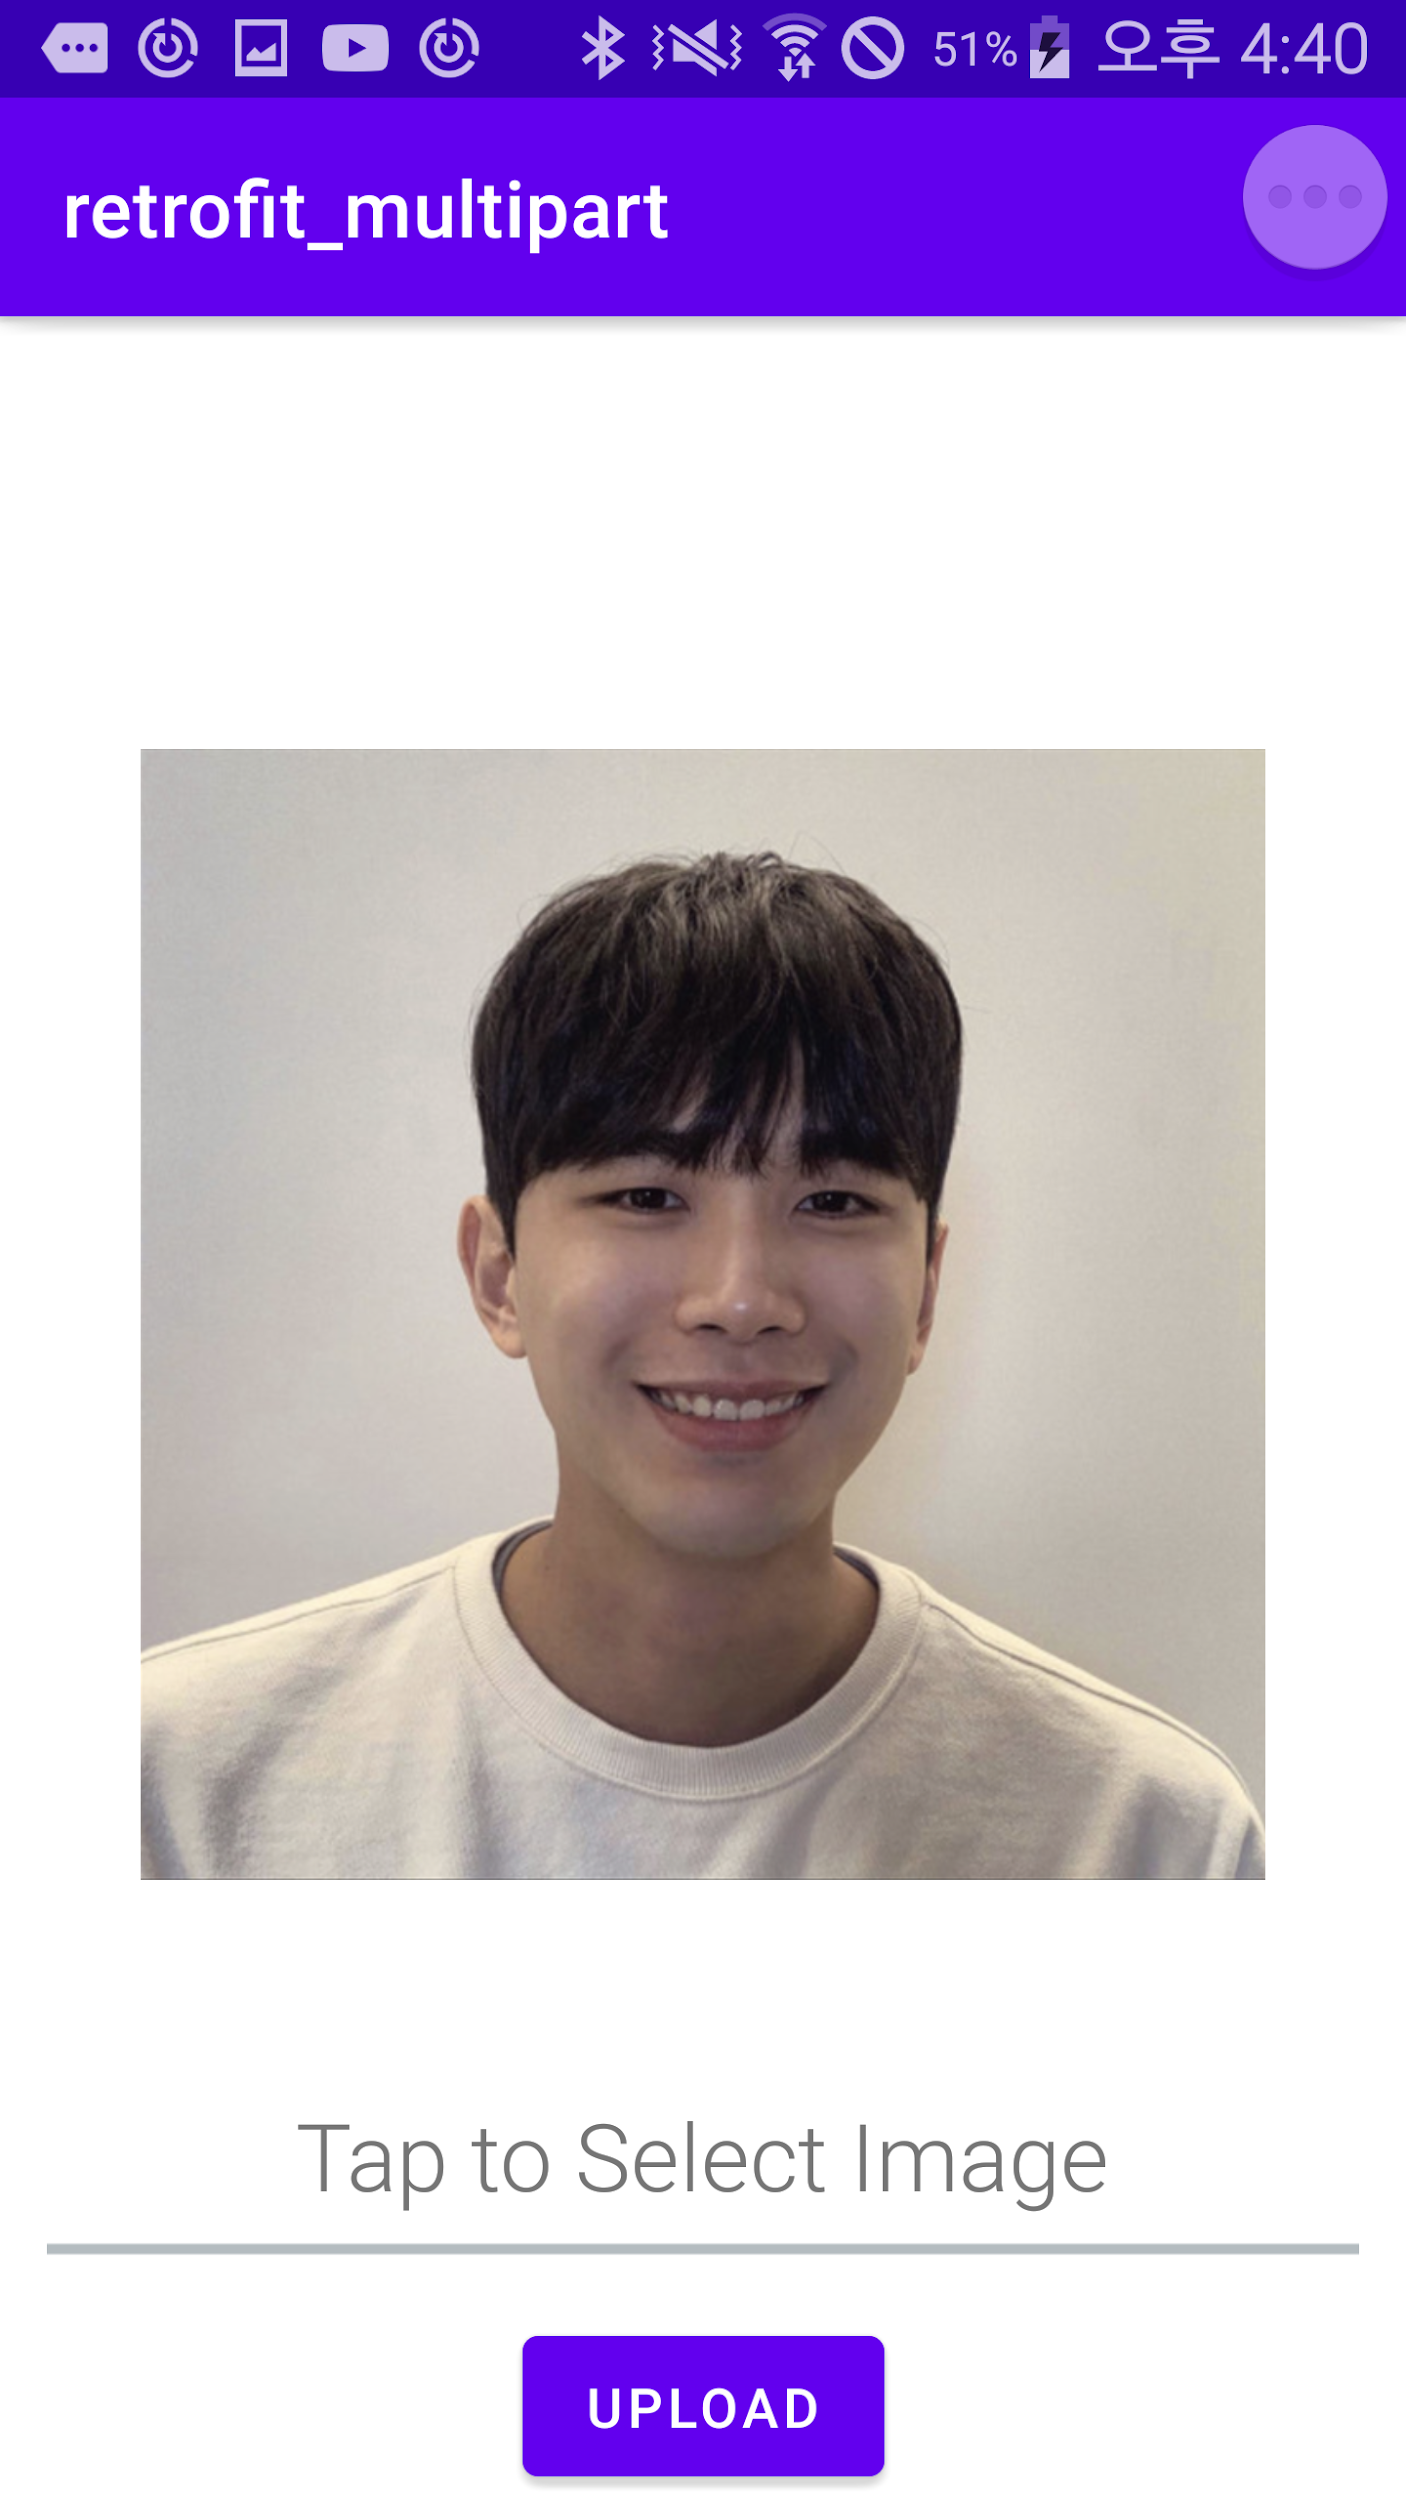 51% 오후 4:40
retrofit_multipart
Tap to Select Image
UPLOAD